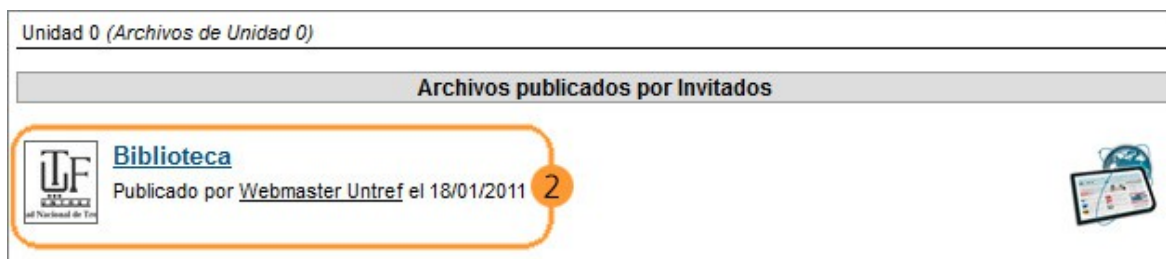 Unidad 0 (Archivos de Unidad 0)
Archivos publicados por Invitados
Biblioteca
Publicado por Webmaster Untref el 18/01/2011
2